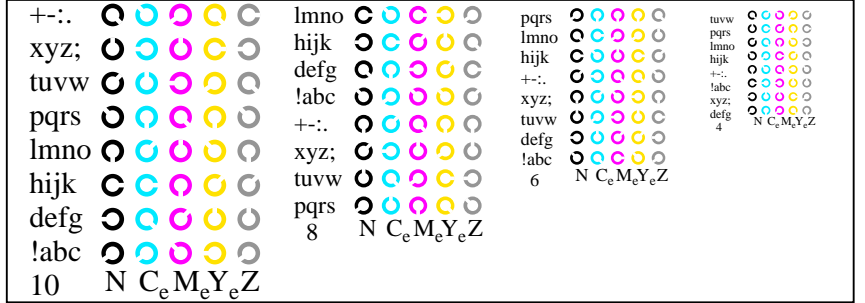 +-:.
xyz;
tuvw
pqrs
lmno
hijk
defg
!abc
10 N CeMeYeZ
lmno
hijk
defg
!abc
+-:.
xyz;
tuvw
pqrs
8 N CeMeYeZ
pqrs
lmno
hijk
+-:.
xyz;
tuvw
defg
!abc
6 N CeMeYeZ
tuvw
pqrs
lmno
hijk
+-:.
!abc
xyz;
defg
4 N CeMeYeZ